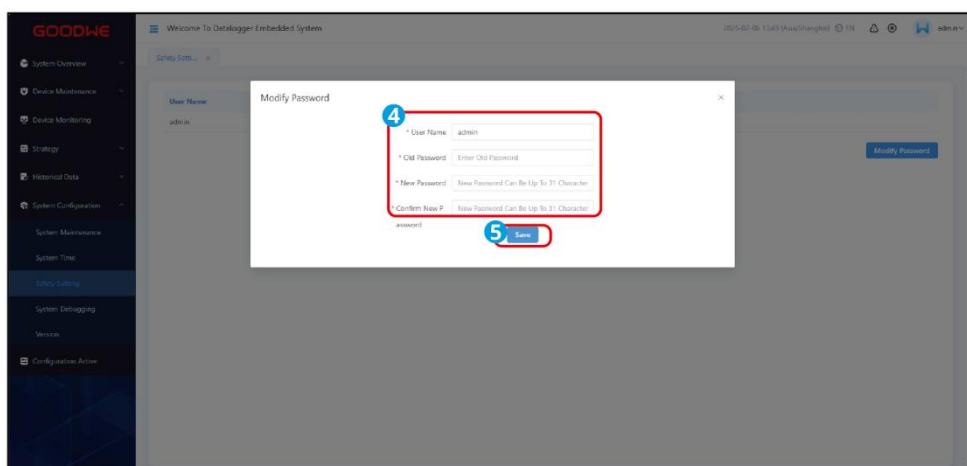 GOODWE
Welcome To Datalogger Embedded System
EN
admin
System Overview
Safety Setti...
Device Maintenance
Device Monitoring
Strategy
Historical Data
System Configuration
System Maintenance
System Time
Safety Setting
System Debugging
Version
Configuration Active
User Name
admin
Modify Password
Modify Password
4
* User Name admin
* Old Password Enter Old Password
* New Password New Password Can Be Up To 31 Character
* Confirm New P
assword
New Password Can Be Up To 31 Character
5
Save